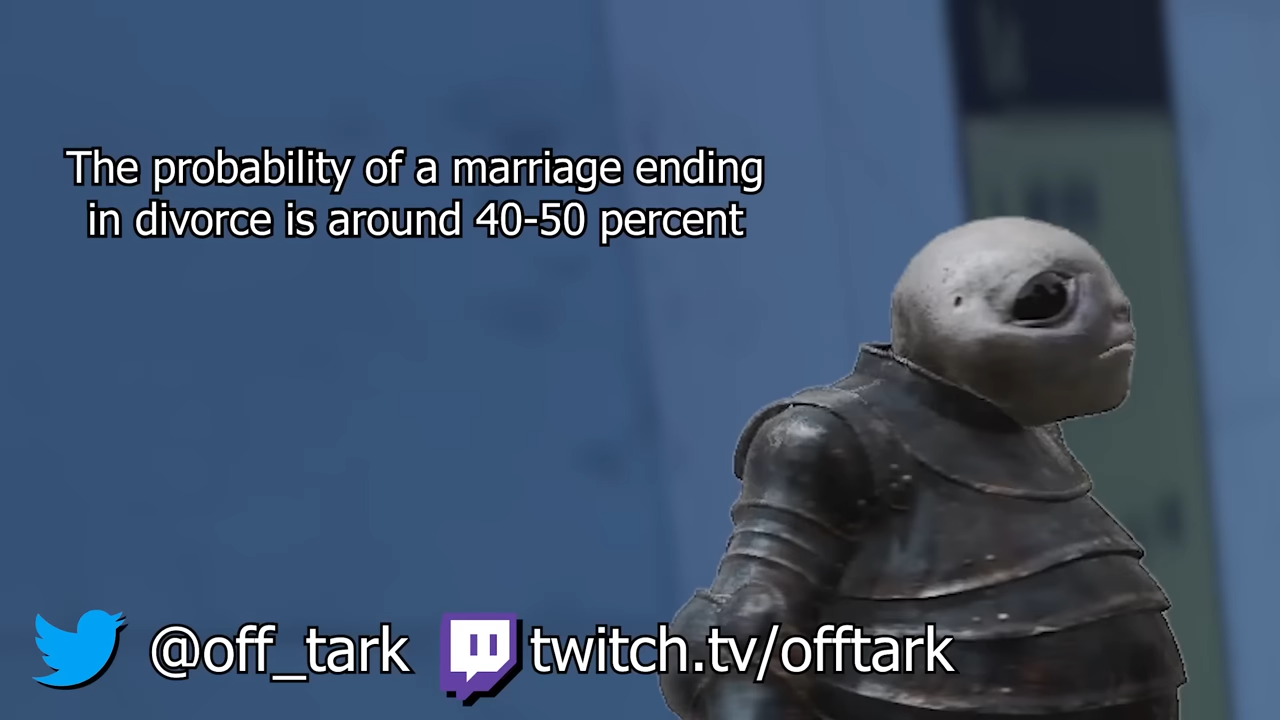 The probability of a marriage ending
in divorce is around 40-50 percent
@off_tark
twitch.tv/offtark